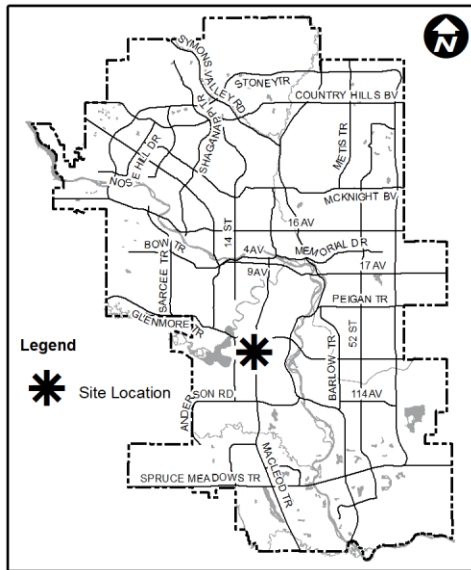 N
SYMONS VALLEY RD
STONEY TR
COUNTRY HILLS BV
SHAGANAPPI TR
METIS TR
NOSE HILL DR
MCKNIGHT BV
14 ST
16 AV
BOW TR
4 AV
MEMORIAL DR
SARCEE TR
9 AV
17 AV
PEIGAN TR
GLENMORE TR
BARLOW TR
52 ST
Legend
Site Location
ANDERSON RD
114 AV
MACLEOD TR
SPRUCE MEADOWS TR